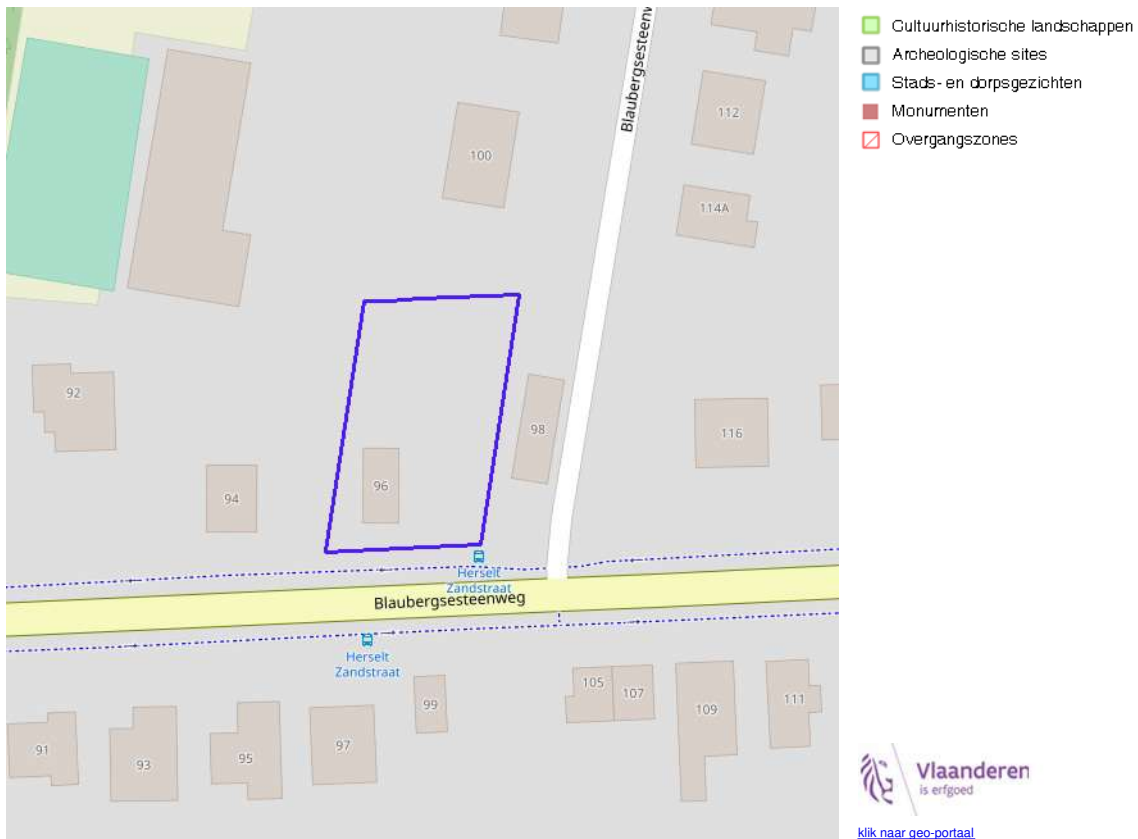 Cultuurhistorische landschappen
Archeologische sites
Stads- en dorpsgezichten
Monumenten
Overgangszones
Blaubergsesteenw
112
100
114A
92
98
116
96
94
Herselt
Zandstraat
Blaubergsesteenweg
Herselt
Zandstraat
105
107
99
109
111
91
93
95
97
Vlaanderen
is erfgoed
klik naar geo-portaal